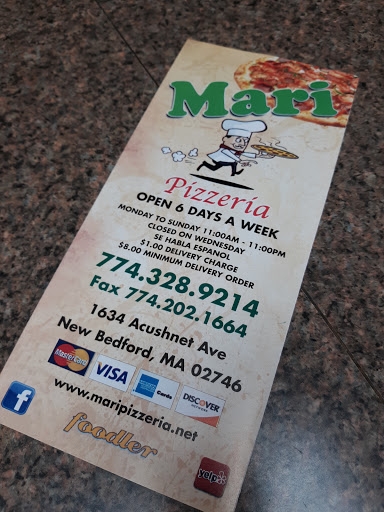 Mari
Pizzeria
OPEN 6 DAYS A WEEK
MONDAY TO SUNDAY 11:00AM - 11:00PM
CLOSED ON WEDNESDAY
SE HABLA ESPANOL
$1.00 DELIVERY CHARGE
$8.00 MINIMUM DELIVERY ORDER
774.328.9214
Fax 774.202.1664
1634 Acushnet Ave
New Bedford, MA 02746
MasterCard
VISA
Cards
DISCOVER
NETWORK
f
www.maripizzeria.net
foodler
yelp